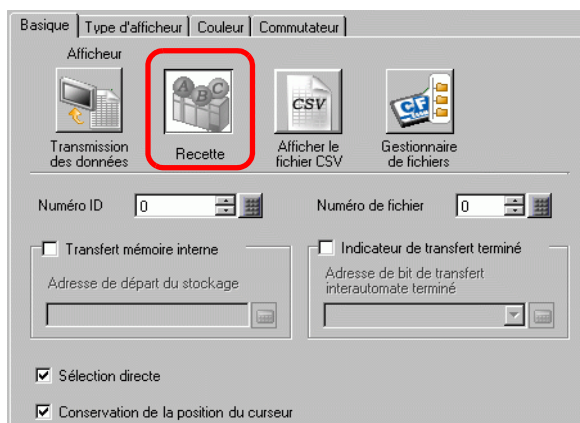 Basique Type d'afficheur Couleur Commutateur
Afficheur
A B C
CSV
CF
Transmission
des données
Recette
Afficher le
fichier CSV
Gestionnaire
de fichiers
Numéro ID 0 Numéro de fichier 0
Transfert mémoire interne
Adresse de départ du stockage
Indicateur de transfert terminé
Adresse de bit de transfert
interautomate terminé
Sélection directe
Conservation de la position du curseur